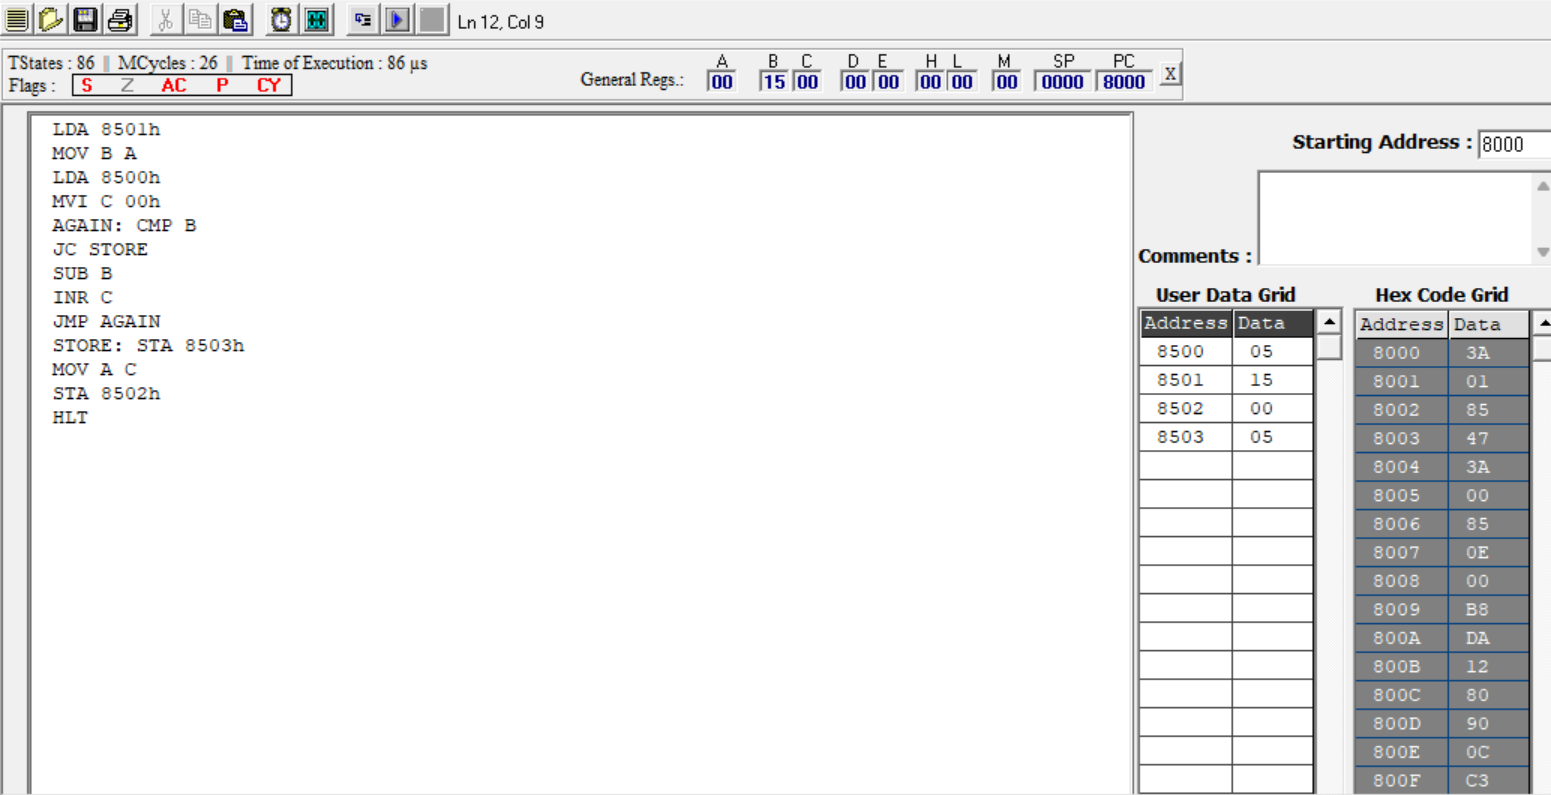 Ln 12, Col 9
TStates : 86 || MCycles : 26 || Time of Execution : 86 μs
Flags : S Z AC P CY
General Regs.: A B C D E H L M SP PC
00 15 00 00 00 00 00 00 0000 8000 X
LDA 8501h
MOV B A
LDA 8500h
MVI C 00h
AGAIN: CMP B
JC STORE
SUB B
INR C
JMP AGAIN
STORE: STA 8503h
MOV A C
STA 8502h
HLT
Starting Address : 8000
Comments :
User Data Grid
Address Data
8500 05
8501 15
8502 00
8503 05
Hex Code Grid
Address Data
8000 3A
8001 01
8002 85
8003 47
8004 3A
8005 00
8006 85
8007 0E
8008 00
8009 B8
800A DA
800B 12
800C 80
800D 90
800E 0C
800F C3